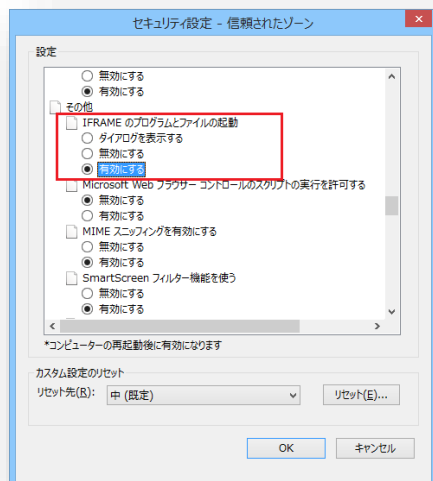 セキュリティ設定 - 信頼されたゾーン
×
設定
無効にする
有効にする
その他
IFRAME のプログラムとファイルの起動
ダイアログを表示する
無効にする
有効にする
Microsoft Web ブラウザー コントロールのスクリプトの実行を許可する
無効にする
有効にする
MIME スニッフィングを有効にする
無効にする
有効にする
SmartScreen フィルター機能を使う
無効にする
有効にする
*コンピューターの再起動後に有効になります
カスタム設定のリセット
リセット先(R): 中 (既定) リセット(E)...
OK キャンセル